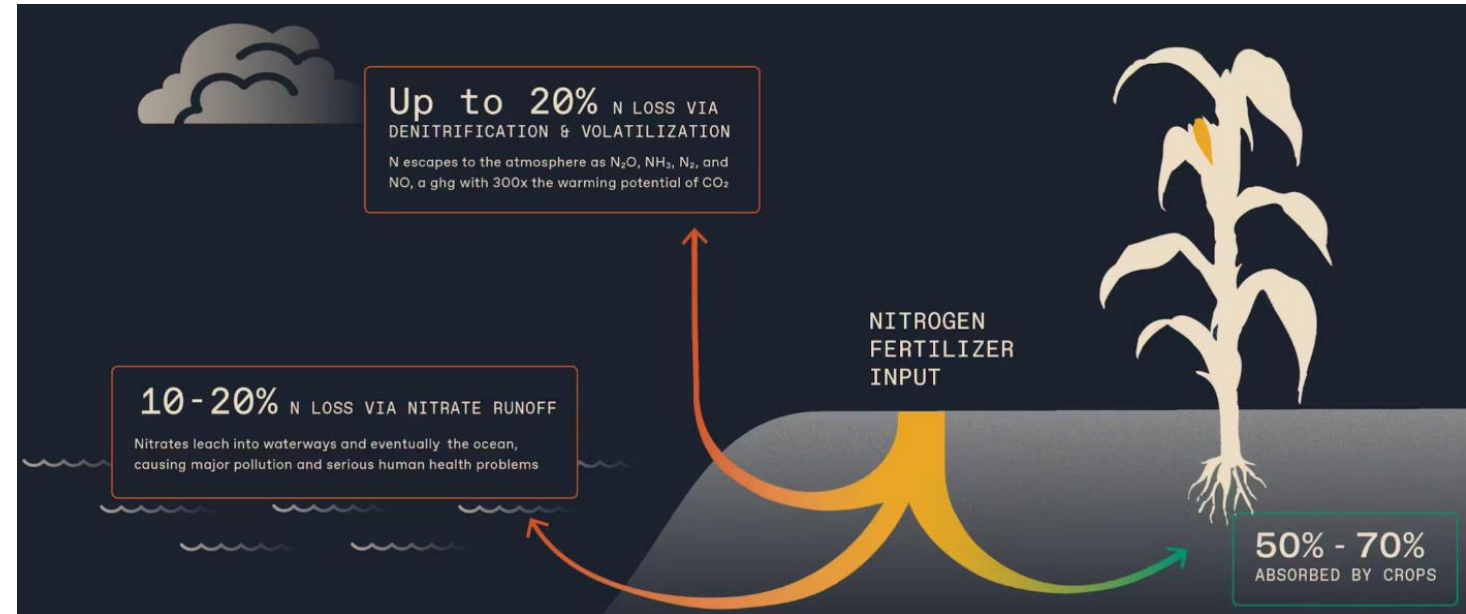 Up to 20% N LOSS VIA
DENITRIFICATION & VOLATILIZATION
N escapes to the atmosphere as N₂O, NH₃, N₂, and
NO, a ghg with 300x the warming potential of CO₂
NITROGEN
FERTILIZER
INPUT
10-20% N LOSS VIA NITRATE RUNOFF
Nitrates leach into waterways and eventually the ocean,
causing major pollution and serious human health problems
50% - 70%
ABSORBED BY CROPS